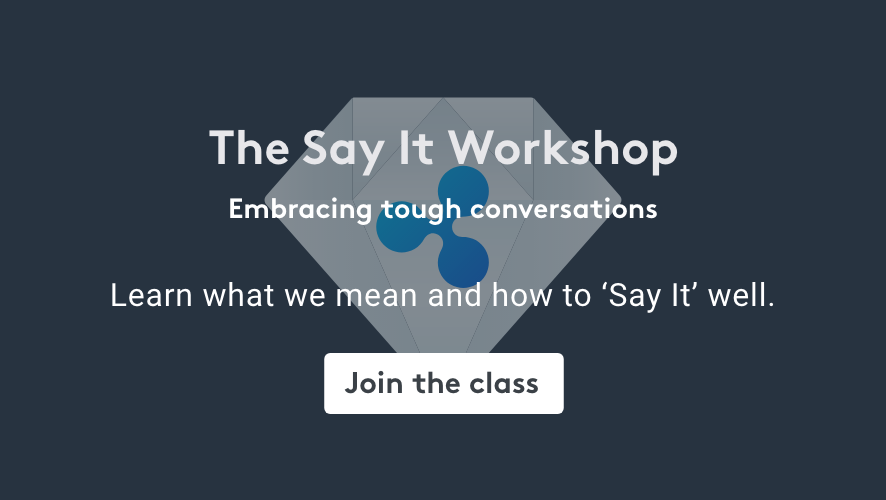 The Say It Workshop
Embracing tough conversations
Learn what we mean and how to ‘Say It’ well.
Join the class